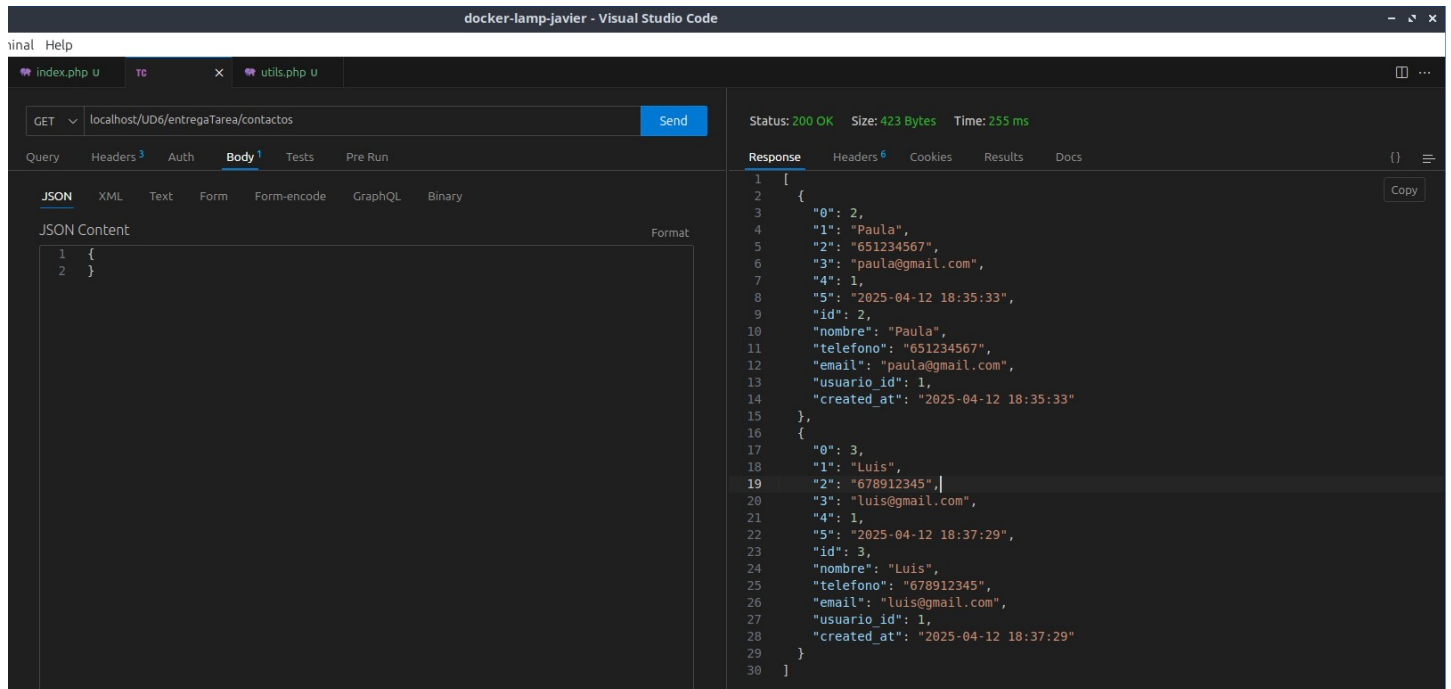 docker-lamp-javier - Visual Studio Code
Help
index.php U
TC
utils.php U
GET
localhost/UD6/entregaTarea/contactos
Send
Query Headers 3 Auth Body 1 Tests Pre Run
JSON XML Text Form Form-encode GraphQL Binary
JSON Content
Format
1 {
2 }
Status: 200 OK Size: 423 Bytes Time: 255 ms
Response Headers 6 Cookies Results Docs
{}
Copy
1 [
2 {
3 "0": 2,
4 "1": "Paula",
5 "2": "651234567",
6 "3": "paula@gmail.com",
7 "4": 1,
8 "5": "2025-04-12 18:35:33",
9 "id": 2,
10 "nombre": "Paula",
11 "telefono": "651234567",
12 "email": "paula@gmail.com",
13 "usuario_id": 1,
14 "created_at": "2025-04-12 18:35:33"
15 },
16 {
17 "0": 3,
18 "1": "Luis",
19 "2": "678912345",
20 "3": "luis@gmail.com",
21 "4": 1,
22 "5": "2025-04-12 18:37:29",
23 "id": 3,
24 "nombre": "Luis",
25 "telefono": "678912345",
26 "email": "luis@gmail.com",
27 "usuario_id": 1,
28 "created_at": "2025-04-12 18:37:29"
29 }
30 ]